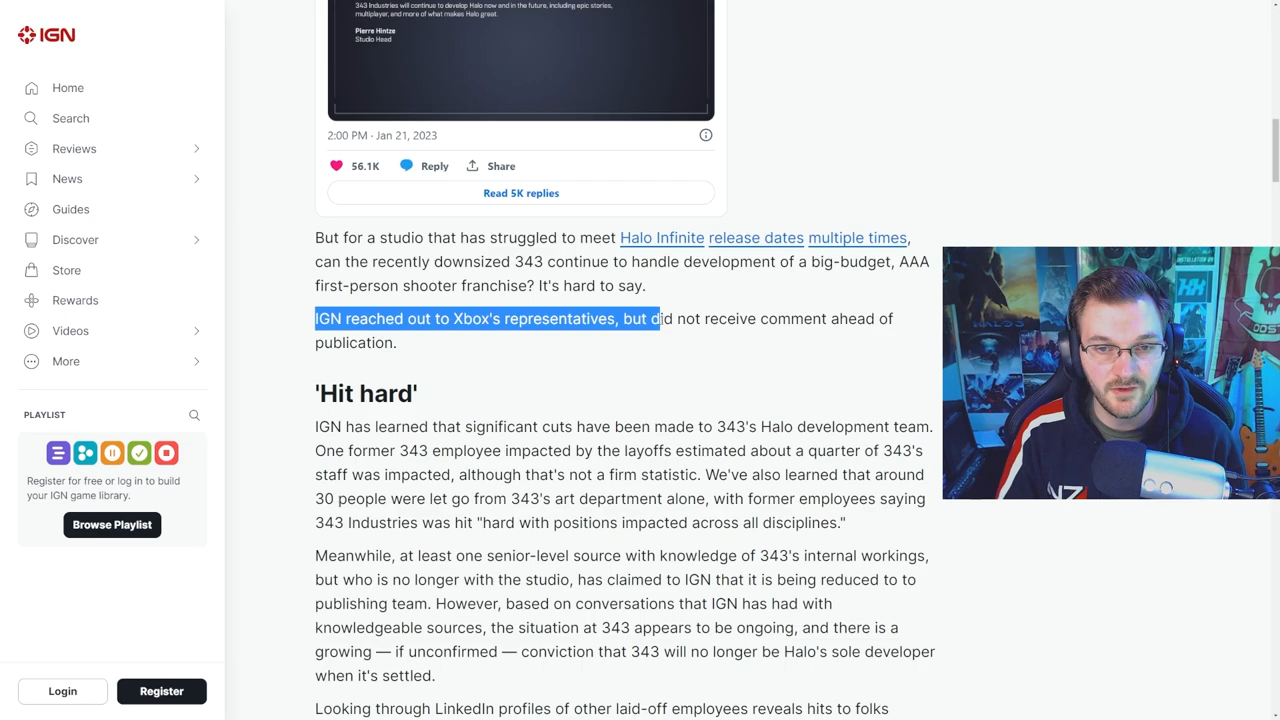 IGN
Home
Search
Reviews
News
Guides
Discover
Store
Rewards
Videos
More
PLAYLIST
Register for free or log in to build
your IGN game library.
Browse Playlist
Login
Register
343 Industries will continue to develop Halo now and in the future, including epic stories,
multiplayer, and more of what makes Halo great.
Pierre Hintze
Studio Head
2:00 PM · Jan 21, 2023
56.1K Reply Share
Read 5K replies
But for a studio that has struggled to meet Halo Infinite release dates multiple times,
can the recently downsized 343 continue to handle development of a big-budget, AAA
first-person shooter franchise? It's hard to say.
IGN reached out to Xbox's representatives, but did not receive comment ahead of
publication.
'Hit hard'
IGN has learned that significant cuts have been made to 343's Halo development team.
One former 343 employee impacted by the layoffs estimated about a quarter of 343's
staff was impacted, although that's not a firm statistic. We've also learned that around
30 people were let go from 343's art department alone, with former employees saying
343 Industries was hit "hard with positions impacted across all disciplines."
Meanwhile, at least one senior-level source with knowledge of 343's internal workings,
but who is no longer with the studio, has claimed to IGN that it is being reduced to to
publishing team. However, based on conversations that IGN has had with
knowledgeable sources, the situation at 343 appears to be ongoing, and there is a
growing — if unconfirmed — conviction that 343 will no longer be Halo's sole developer
when it's settled.
Looking through LinkedIn profiles of other laid-off employees reveals hits to folks